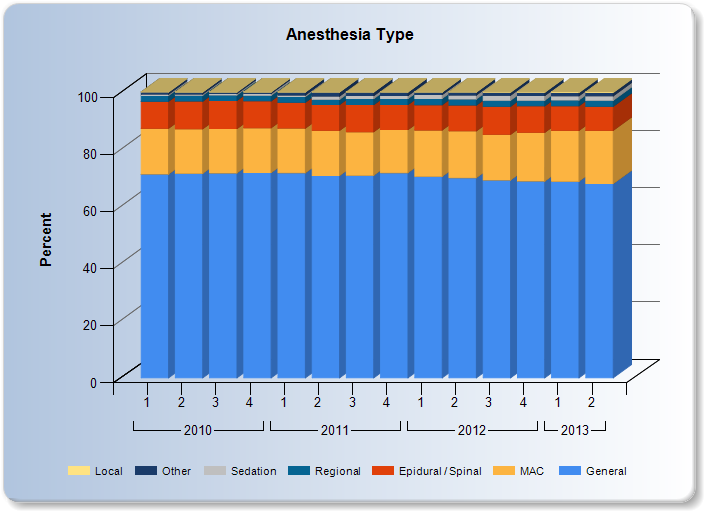 Anesthesia Type
Percent
100
80
60
40
20
0
1 2 3 4 1 2 3 4 1 2 3 4 1 2
2010 2011 2012 2013
Local Other Sedation Regional Epidural / Spinal MAC General